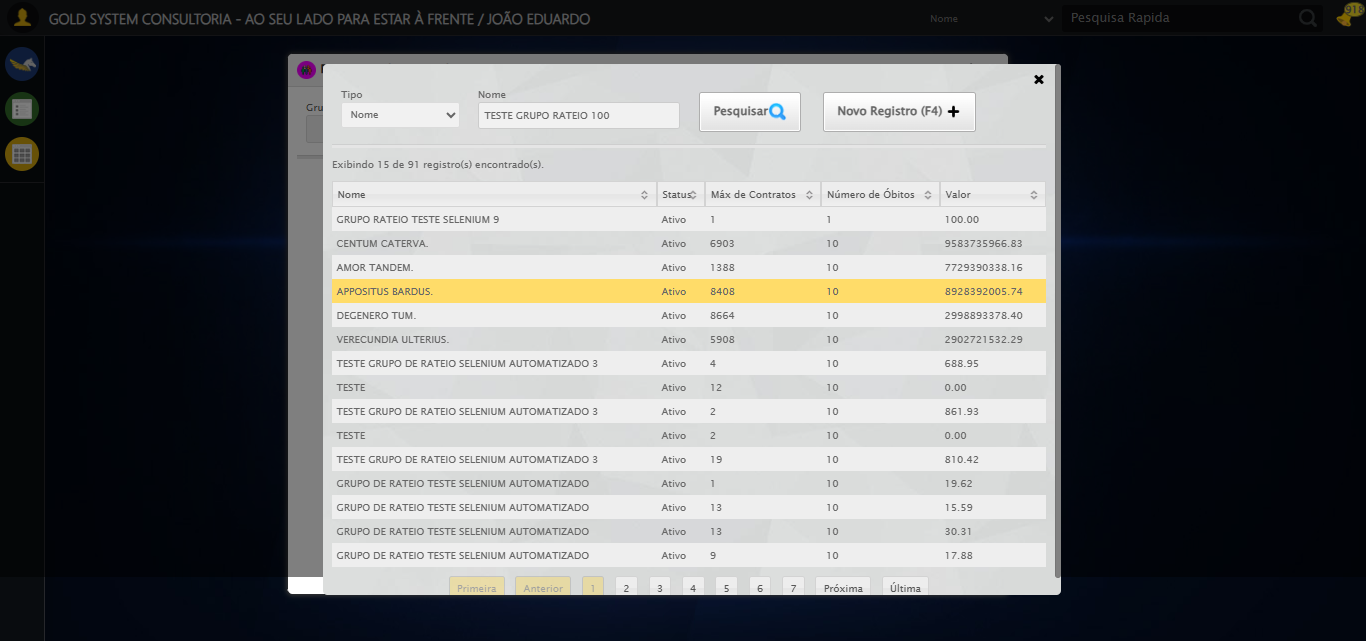 GOLD SYSTEM CONSULTORIA - AO SEU LADO PARA ESTAR À FRENTE / JOÃO EDUARDO
Nome
Pesquisa Rapida
918
Gru
Tipo
Nome
Nome
TESTE GRUPO RATEIO 100
Pesquisar
Novo Registro (F4)
Exibindo 15 de 91 registro(s) encontrado(s).
Nome Status Máx de Contratos Número de Óbitos Valor
GRUPO RATEIO TESTE SELENIUM 9 Ativo 1 1 100.00
CENTUM CATERVA. Ativo 6903 10 9583735966.83
AMOR TANDEM. Ativo 1388 10 7729390338.16
APPOSITUS BARDUS. Ativo 8408 10 8928392005.74
DEGENERO TUM. Ativo 8664 10 2998893378.40
VERECUNDIA ULTERIUS. Ativo 5908 10 2902721532.29
TESTE GRUPO DE RATEIO SELENIUM AUTOMATIZADO 3 Ativo 4 10 688.95
TESTE Ativo 12 10 0.00
TESTE GRUPO DE RATEIO SELENIUM AUTOMATIZADO 3 Ativo 2 10 861.93
TESTE Ativo 2 10 0.00
TESTE GRUPO DE RATEIO SELENIUM AUTOMATIZADO 3 Ativo 19 10 810.42
GRUPO DE RATEIO TESTE SELENIUM AUTOMATIZADO Ativo 1 10 19.62
GRUPO DE RATEIO TESTE SELENIUM AUTOMATIZADO Ativo 13 10 15.59
GRUPO DE RATEIO TESTE SELENIUM AUTOMATIZADO Ativo 13 10 30.31
GRUPO DE RATEIO TESTE SELENIUM AUTOMATIZADO Ativo 9 10 17.88
Primeira Anterior 1 2 3 4 5 6 7 Próxima Última